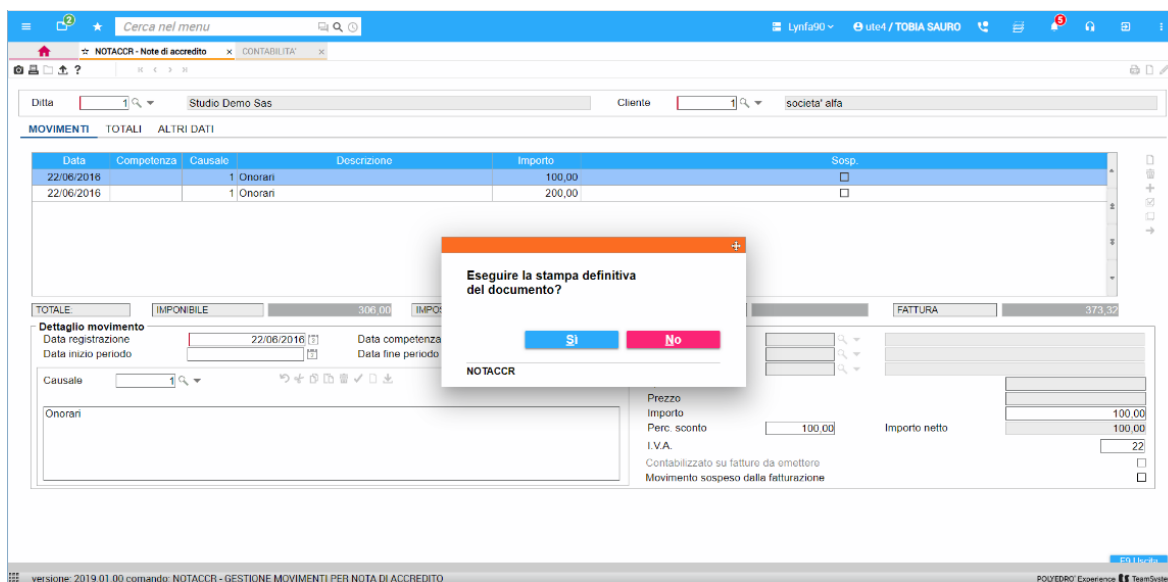 2 Cerca nel menu Lynfa90 ute4 / TOBIA SAURO 5
NOTACCR - Note di accredito × CONTABILITA' ×
?
Ditta 1 Studio Demo Sas Cliente 1 societa' alfa
MOVIMENTI TOTALI ALTRI DATI
Data Competenza Causale Descrizione Importo Sosp.
22/06/2016 1 Onorari 100,00
22/06/2016 1 Onorari 200,00
Eseguire la stampa definitiva
del documento?
Sì No
NOTACCR
TOTALE: IMPONIBILE 306,00 FATTURA 373,32
Dettaglio movimento
Data registrazione 22/06/2016 Data competenza
Data inizio periodo Data fine periodo
Causale 1
Onorari
Prezzo
Importo 100,00
Perc. sconto 100,00 Importo netto 100,00
I.V.A. 22
Contabilizzato su fatture da emettere
Movimento sospeso dalla fatturazione
versione: 2019.01.00 comando: NOTACCR - GESTIONE MOVIMENTI PER NOTA DI ACCREDITO POLYEDRO® Experience